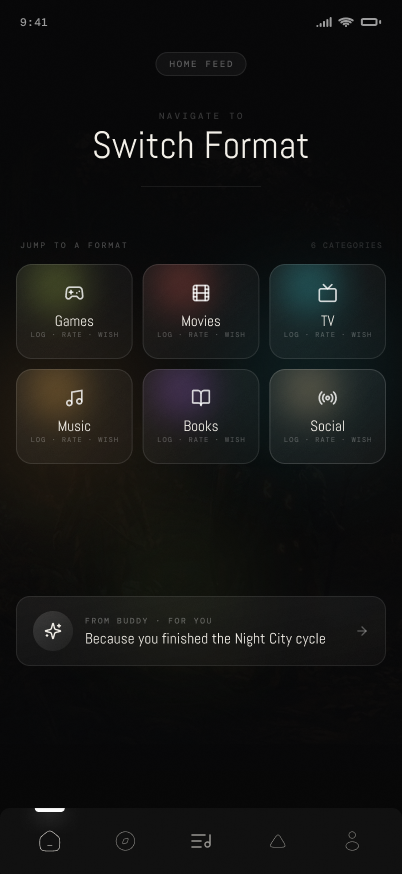 9:41
HOME FEED
NAVIGATE TO
Switch Format
JUMP TO A FORMAT
6 CATEGORIES
Games
LOG · RATE · WISH
Movies
LOG · RATE · WISH
TV
LOG · RATE · WISH
Music
LOG · RATE · WISH
Books
LOG · RATE · WISH
Social
LOG · RATE · WISH
FROM BUDDY · FOR YOU
Because you finished the Night City cycle